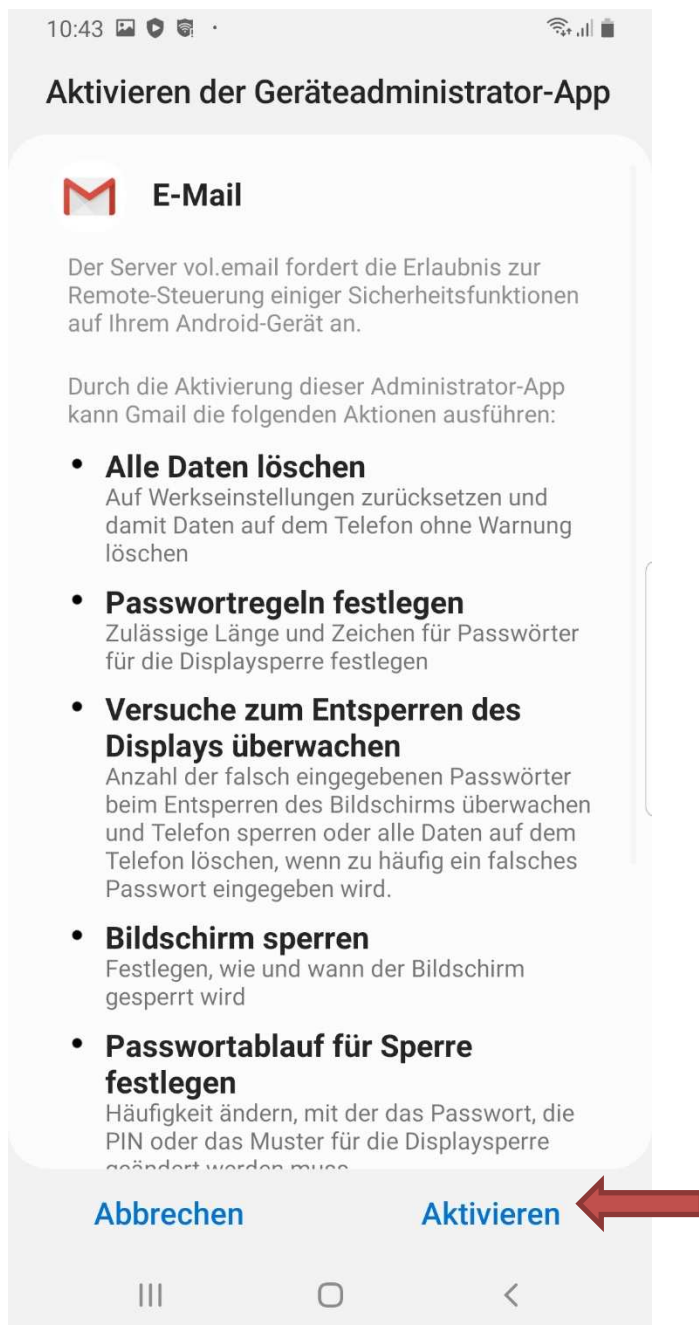 10:43
Aktivieren der Geräteadministrator-App
E-Mail
Der Server vol.email fordert die Erlaubnis zur
Remote-Steuerung einiger Sicherheitsfunktionen
auf Ihrem Android-Gerät an.
Durch die Aktivierung dieser Administrator-App
kann Gmail die folgenden Aktionen ausführen:
• Alle Daten löschen
Auf Werkseinstellungen zurücksetzen und
damit Daten auf dem Telefon ohne Warnung
löschen
• Passwortregeln festlegen
Zulässige Länge und Zeichen für Passwörter
für die Displaysperre festlegen
• Versuche zum Entsperren des
Displays überwachen
Anzahl der falsch eingegebenen Passwörter
beim Entsperren des Bildschirms überwachen
und Telefon sperren oder alle Daten auf dem
Telefon löschen, wenn zu häufig ein falsches
Passwort eingegeben wird.
• Bildschirm sperren
Festlegen, wie und wann der Bildschirm
gesperrt wird
• Passwortablauf für Sperre
festlegen
Häufigkeit ändern, mit der das Passwort, die
PIN oder das Muster für die Displaysperre
geändert werden muss
Abbrechen Aktivieren